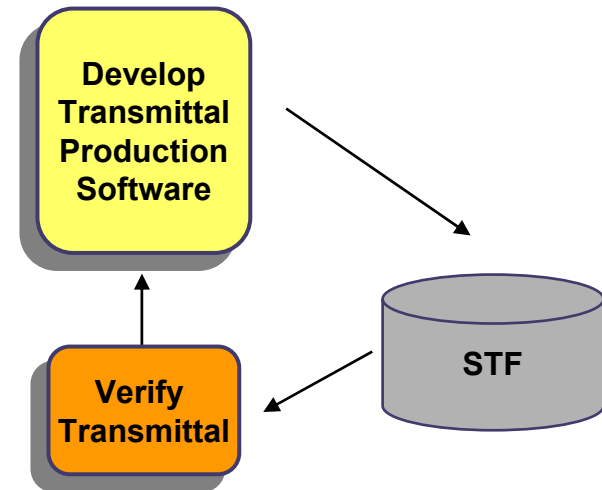 Develop
Transmittal
Production
Software
STF
Verify
Transmittal